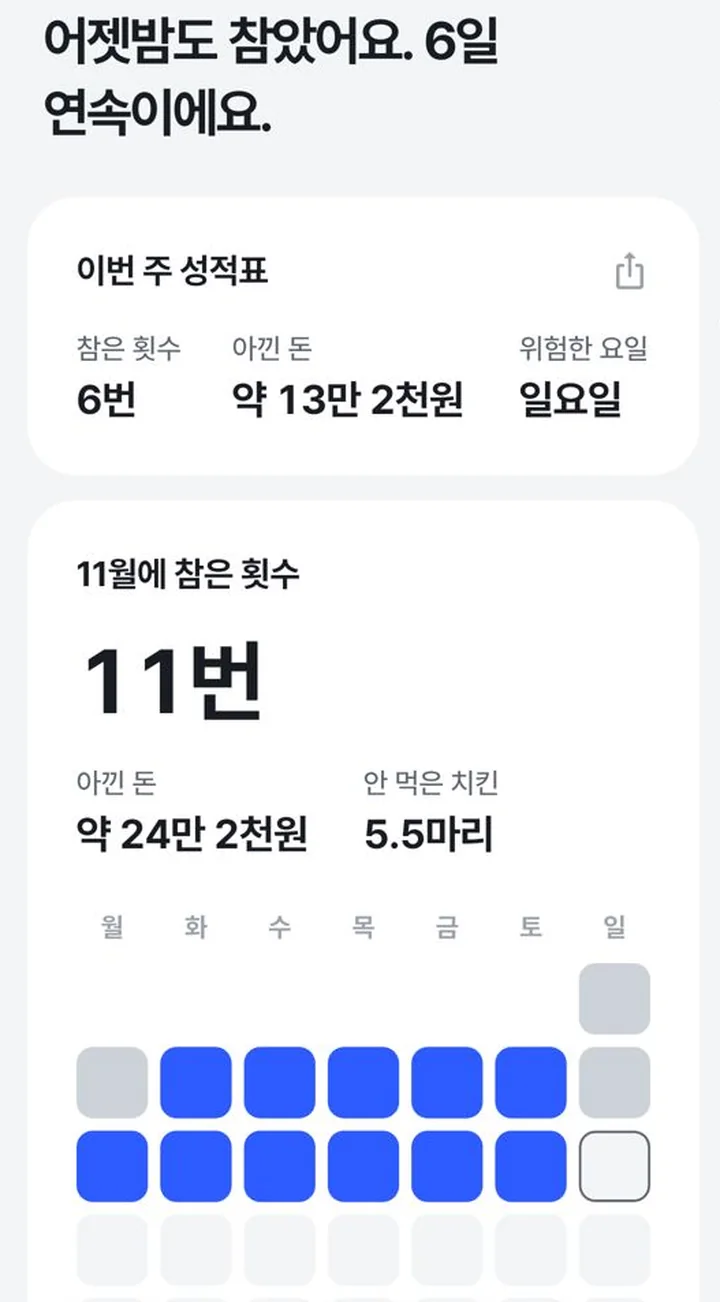 어젯밤도 참았어요. 6일
연속이에요.
이번 주 성적표
참은 횟수 아낀 돈 위험한 요일
6번 약 13만 2천원 일요일
11월에 참은 횟수
11번
아낀 돈 안 먹은 치킨
약 24만 2천원 5.5마리
월 화 수 목 금 토 일